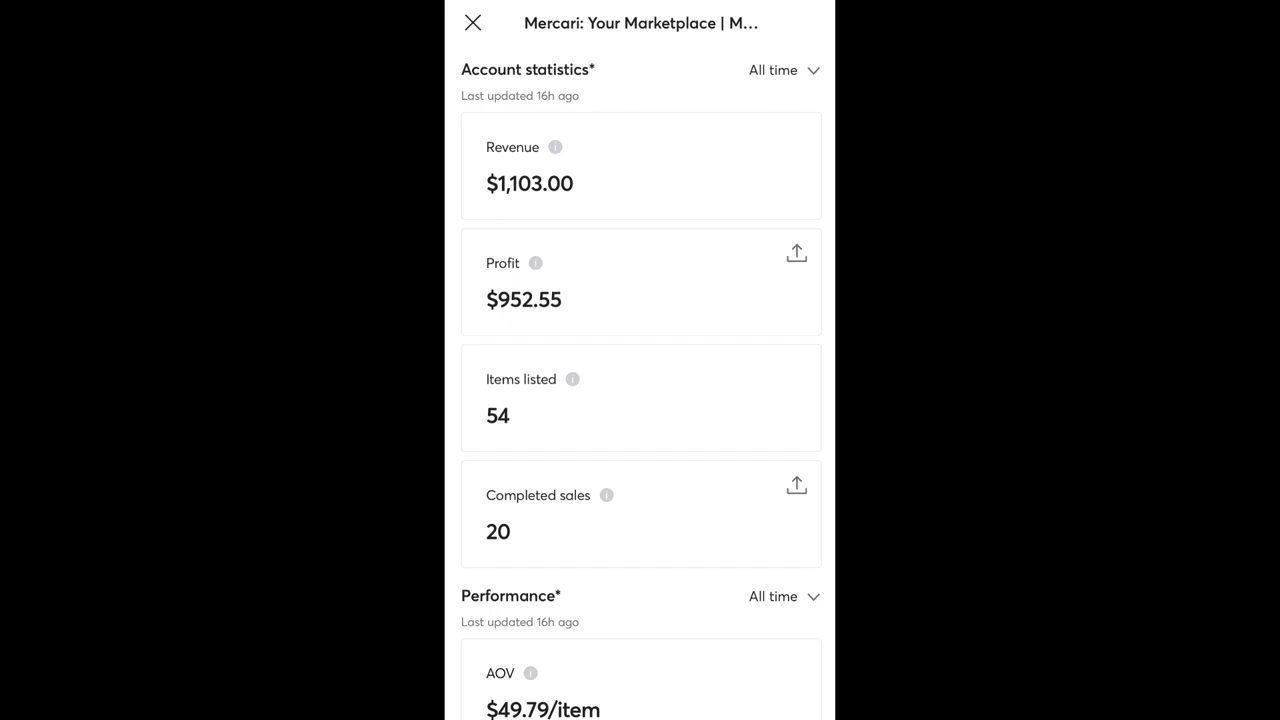 Mercari: Your Marketplace | M...
Account statistics*
All time
Last updated 16h ago
Revenue
$1,103.00
Profit
$952.55
Items listed
54
Completed sales
20
Performance*
All time
Last updated 16h ago
AOV
$49.79/item